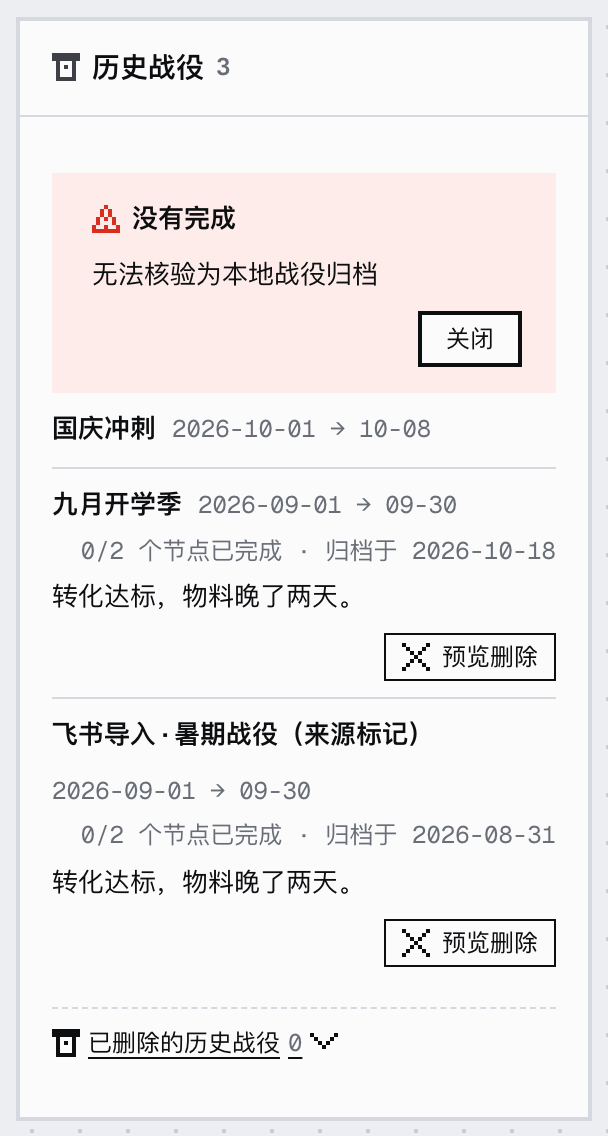 历史战役 3
没有完成
无法核验为本地战役归档
关闭
国庆冲刺 2026-10-01 → 10-08
九月开学季 2026-09-01 → 09-30
0/2 个节点已完成 · 归档于 2026-10-18
转化达标，物料晚了两天。
预览删除
飞书导入 · 暑期战役（来源标记）
2026-09-01 → 09-30
0/2 个节点已完成 · 归档于 2026-08-31
转化达标，物料晚了两天。
预览删除
已删除的历史战役 0